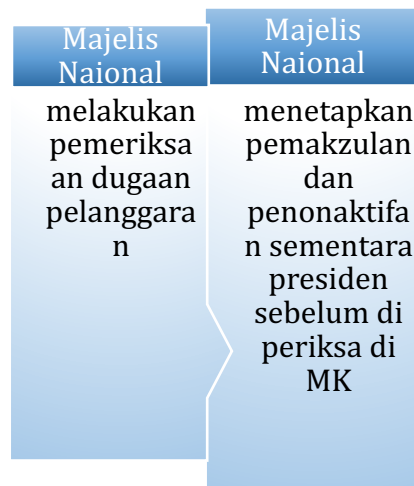 Majelis
Naional
melakukan
pemeriksa
an dugaan
pelanggara
n
Majelis
Naional
menetapkan
pemakzulan
dan
penonaktifa
n sementara
presiden
sebelum di
periksa di
MK